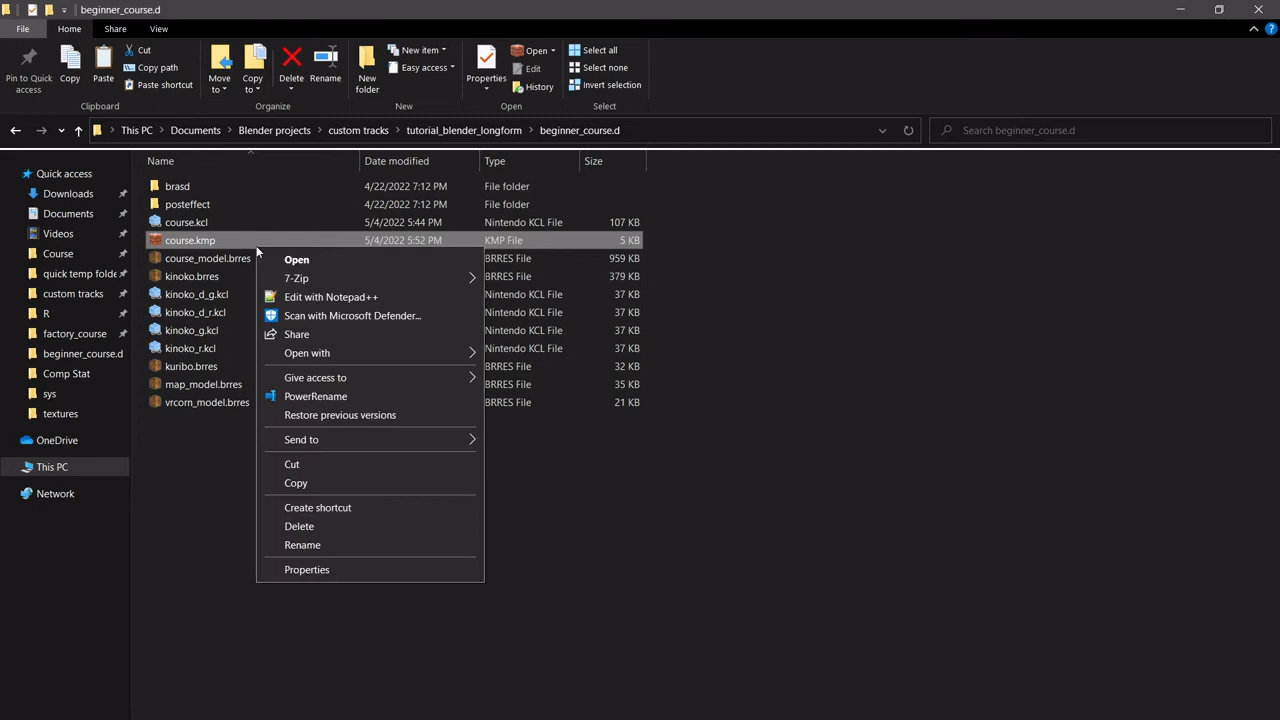 beginner_course.d
File Home Share View
Pin to Quick access
Copy
Paste
Cut
Copy path
Paste shortcut
Clipboard
Move to
Copy to
Delete
Rename
Organize
New folder
New item
Easy access
New
Properties
Open
Edit
History
Open
Select all
Select none
Invert selection
Select
This PC Documents Blender projects custom tracks tutorial_blender_longform beginner_course.d
Search beginner_course.d
Quick access
Downloads
Documents
Videos
Course
quick temp folde
custom tracks
R
factory_course
beginner_course.d
Comp Stat
sys
textures
OneDrive
This PC
Network
Name Date modified Type Size
brasd 4/22/2022 7:12 PM File folder
posteffect 4/22/2022 7:12 PM File folder
course.kcl 5/4/2022 5:44 PM Nintendo KCL File 107 KB
course.kmp 5/4/2022 5:52 PM KMP File 5 KB
course_model.brres BRRES File 959 KB
kinoko.brres BRRES File 379 KB
kinoko_d_g.kcl Nintendo KCL File 37 KB
kinoko_d_r.kcl Nintendo KCL File 37 KB
kinoko_g.kcl Nintendo KCL File 37 KB
kinoko_r.kcl Nintendo KCL File 37 KB
kuribo.brres BRRES File 32 KB
map_model.brres BRRES File 35 KB
vrcorn_model.brres BRRES File 21 KB
Open
7-Zip
Edit with Notepad++
Scan with Microsoft Defender...
Share
Open with
Give access to
PowerRename
Restore previous versions
Send to
Cut
Copy
Create shortcut
Delete
Rename
Properties